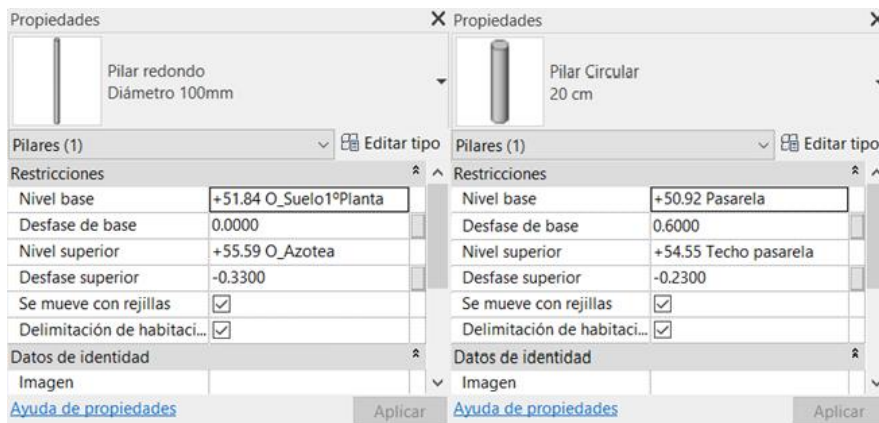 Propiedades
Pilar redondo
Diámetro 100mm
Pilares (1)
Editar tipo
Restricciones
Nivel base +51.84 O_Suelo1ºPlanta
Desfase de base 0.0000
Nivel superior +55.59 O_Azotea
Desfase superior -0.3300
Se mueve con rejillas
Delimitación de habitaci...
Datos de identidad
Imagen
Ayuda de propiedades
Aplicar
Propiedades
Pilar Circular
20 cm
Pilares (1)
Editar tipo
Restricciones
Nivel base +50.92 Pasarela
Desfase de base 0.6000
Nivel superior +54.55 Techo pasarela
Desfase superior -0.2300
Se mueve con rejillas
Delimitación de habitaci...
Datos de identidad
Imagen
Ayuda de propiedades
Aplicar